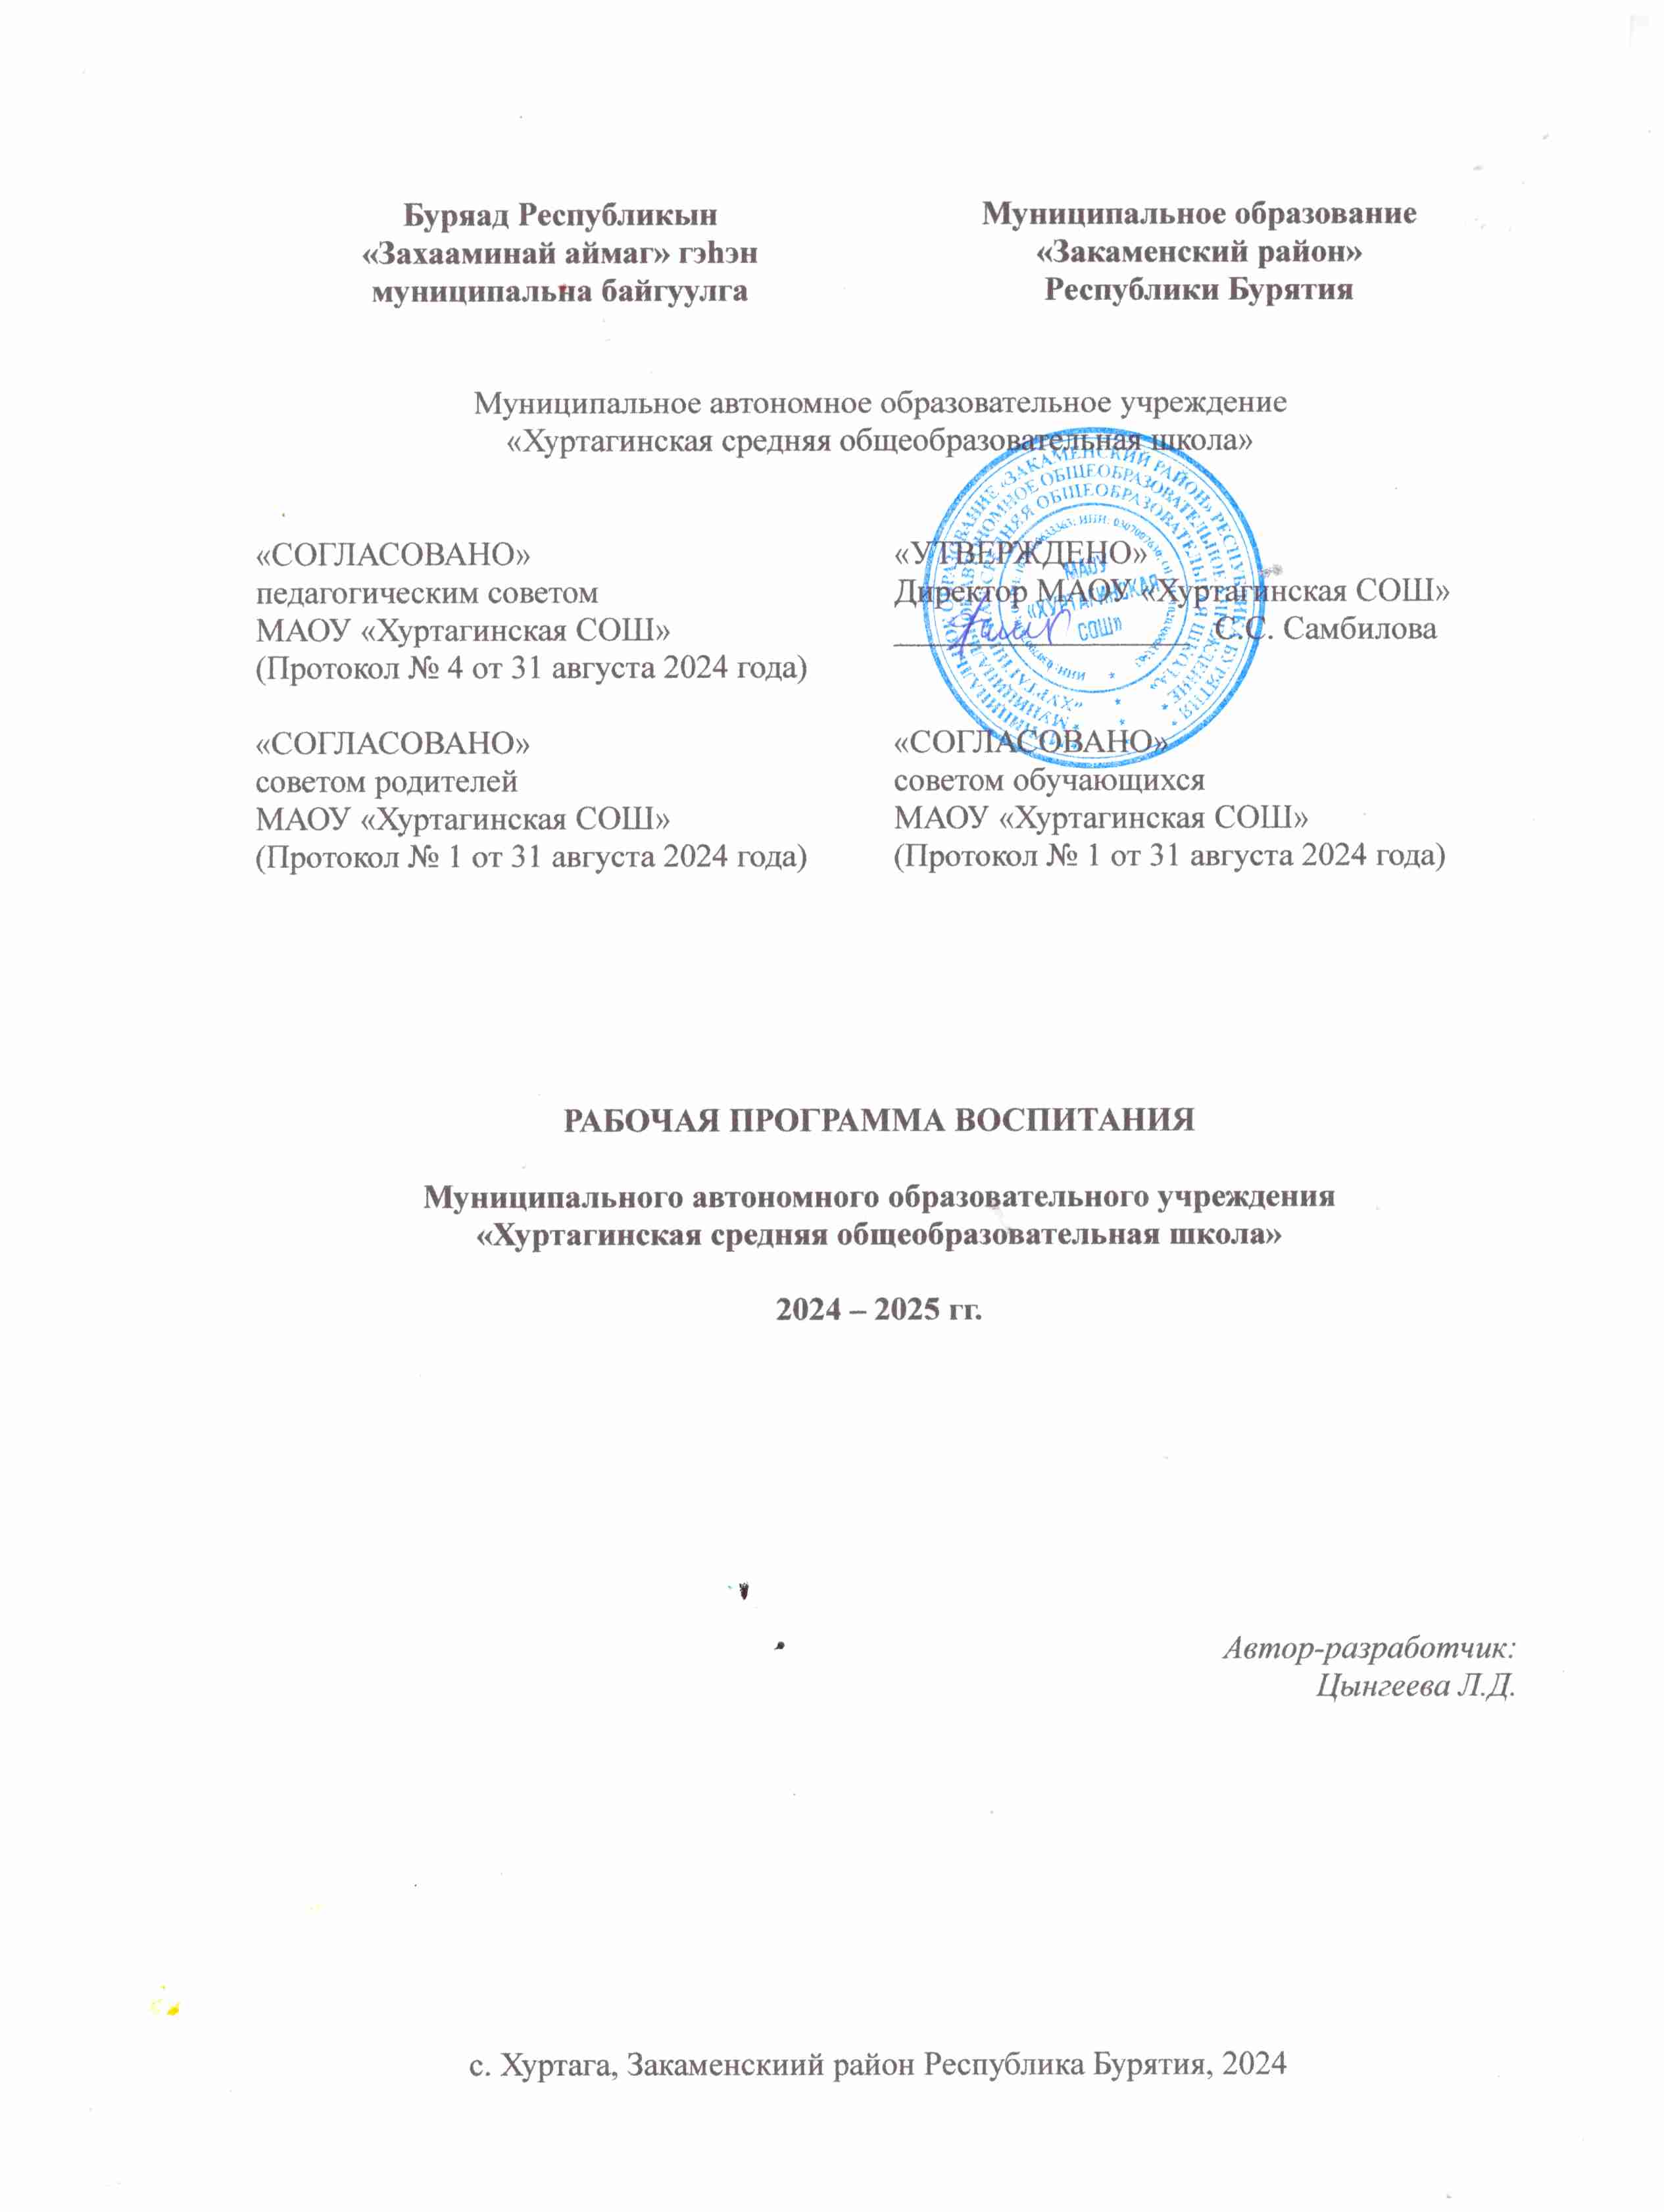 Буряад Республикын
«Захааминай аймаг» гэһэн
муниципальна байгуулга
Муниципальное образование
«Закаменский район»
Республики Бурятия
Муниципальное автономное образовательное учреждение
«Хуртагинская средняя общеобразовательная школа»
«СОГЛАСОВАНО»
педагогическим советом
МАОУ «Хуртагинская СОШ»
(Протокол № 4 от 31 августа 2024 года)
«УТВЕРЖДЕНО»
Директор МАОУ «Хуртагинская СОШ»
С.С. Самбилова
МАОУ
«ХУРТАГИНСКАЯ
СОШ»
«СОГЛАСОВАНО»
советом родителей
МАОУ «Хуртагинская СОШ»
(Протокол № 1 от 31 августа 2024 года)
«СОГЛАСОВАНО»
советом обучающихся
МАОУ «Хуртагинская СОШ»
(Протокол № 1 от 31 августа 2024 года)
РАБОЧАЯ ПРОГРАММА ВОСПИТАНИЯ
Муниципального автономного образовательного учреждения
«Хуртагинская средняя общеобразовательная школа»
2024 – 2025 гг.
Автор-разработчик:
Цынгеева Л.Д.
с. Хуртага, Закаменскиий район Республика Бурятия, 2024